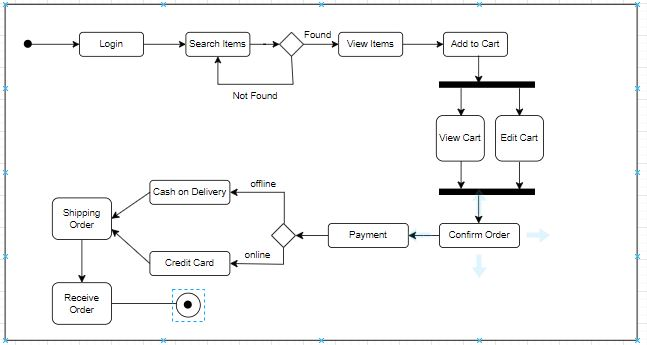 Login
Search Items
Found
View Items
Add to Cart
Not Found
View Cart
Edit Cart
Cash on Delivery
offline
Shipping
Order
Payment
Confirm Order
online
Credit Card
Receive
Order